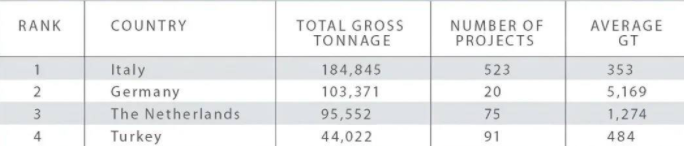 RANK COUNTRY TOTAL GROSS TONNAGE NUMBER OF PROJECTS AVERAGE GT
1 Italy 184,845 523 353
2 Germany 103,371 20 5,169
3 The Netherlands 95,552 75 1,274
4 Turkey 44,022 91 484